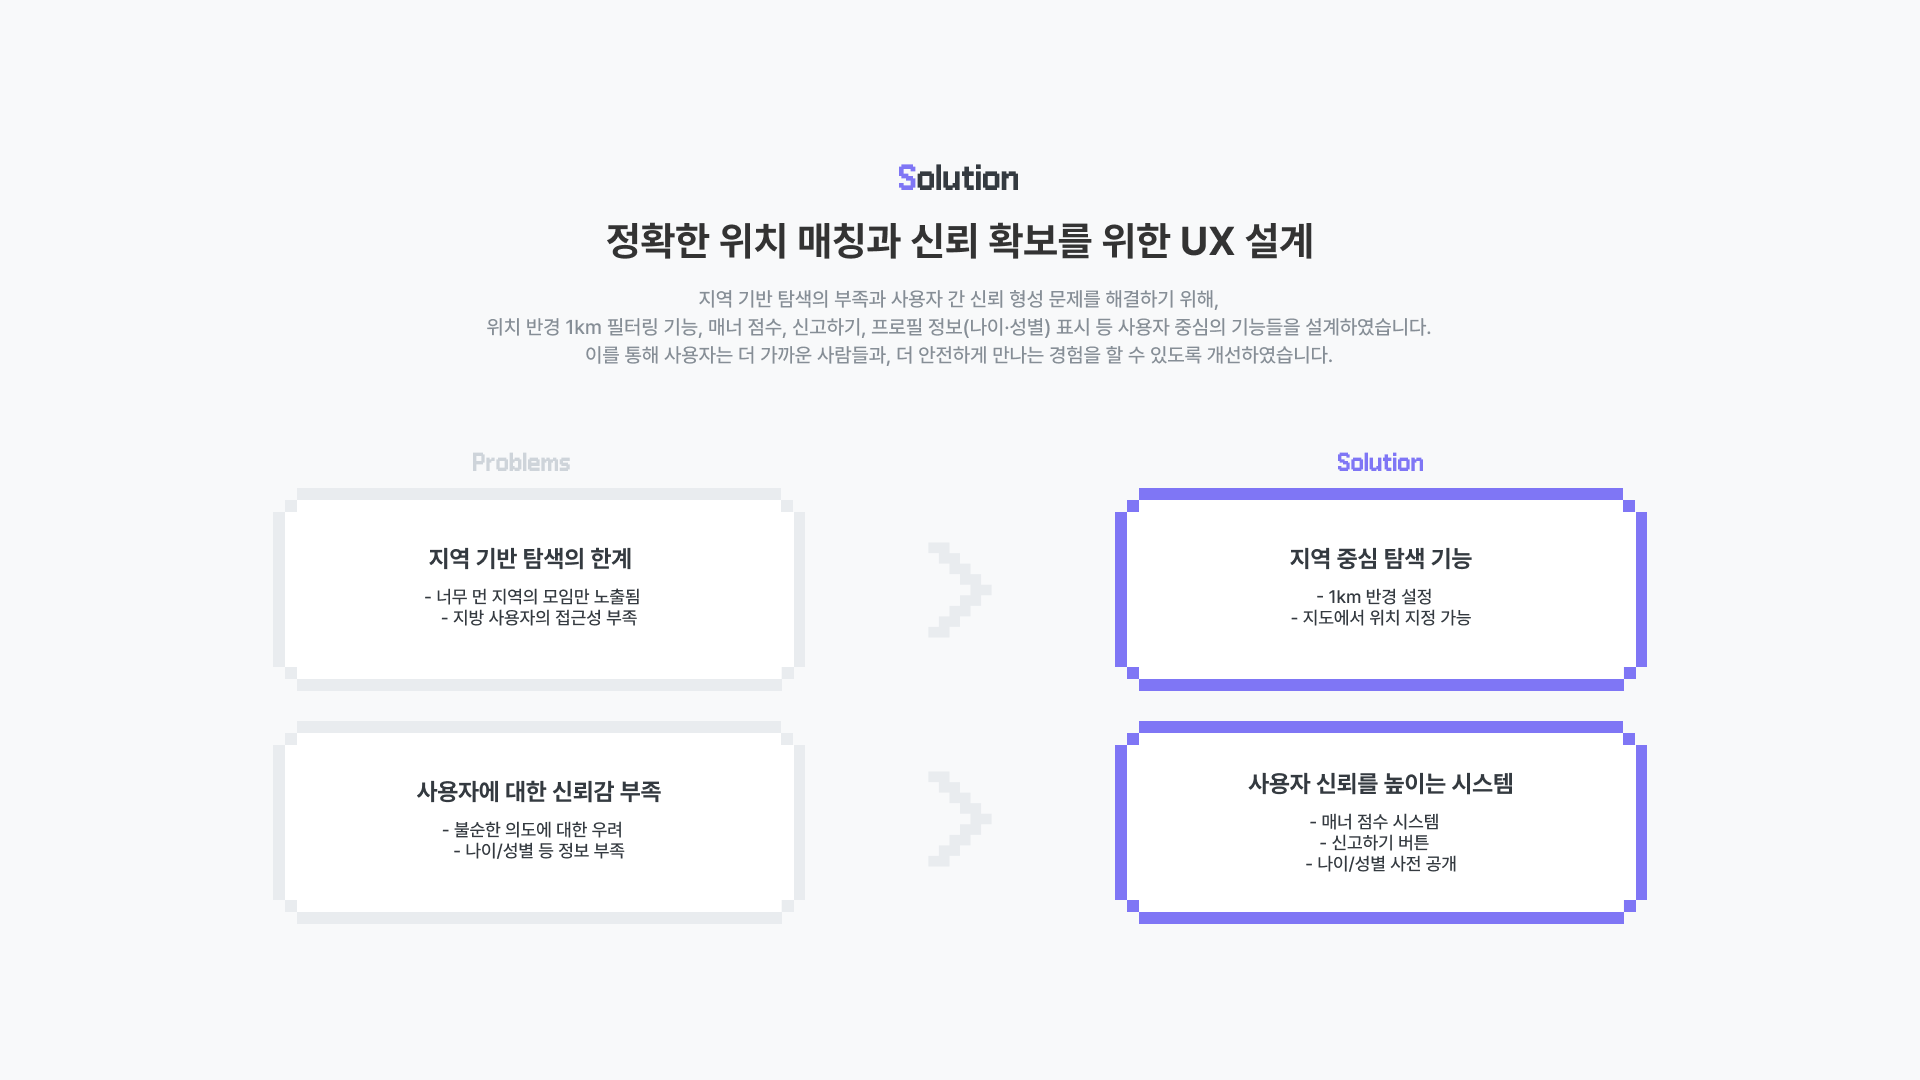 Solution
정확한 위치 매칭과 신뢰 확보를 위한 UX 설계
지역 기반 탐색의 부족과 사용자 간 신뢰 형성 문제를 해결하기 위해,
위치 반경 1km 필터링 기능, 매너 점수, 신고하기, 프로필 정보(나이·성별) 표시 등 사용자 중심의 기능들을 설계하였습니다.
이를 통해 사용자는 더 가까운 사람들과, 더 안전하게 만나는 경험을 할 수 있도록 개선하였습니다.
Problems
지역 기반 탐색의 한계
- 너무 먼 지역의 모임만 노출됨
- 지방 사용자의 접근성 부족
사용자에 대한 신뢰감 부족
- 불순한 의도에 대한 우려
- 나이/성별 등 정보 부족
Solution
지역 중심 탐색 기능
- 1km 반경 설정
- 지도에서 위치 지정 가능
사용자 신뢰를 높이는 시스템
- 매너 점수 시스템
- 신고하기 버튼
- 나이/성별 사전 공개